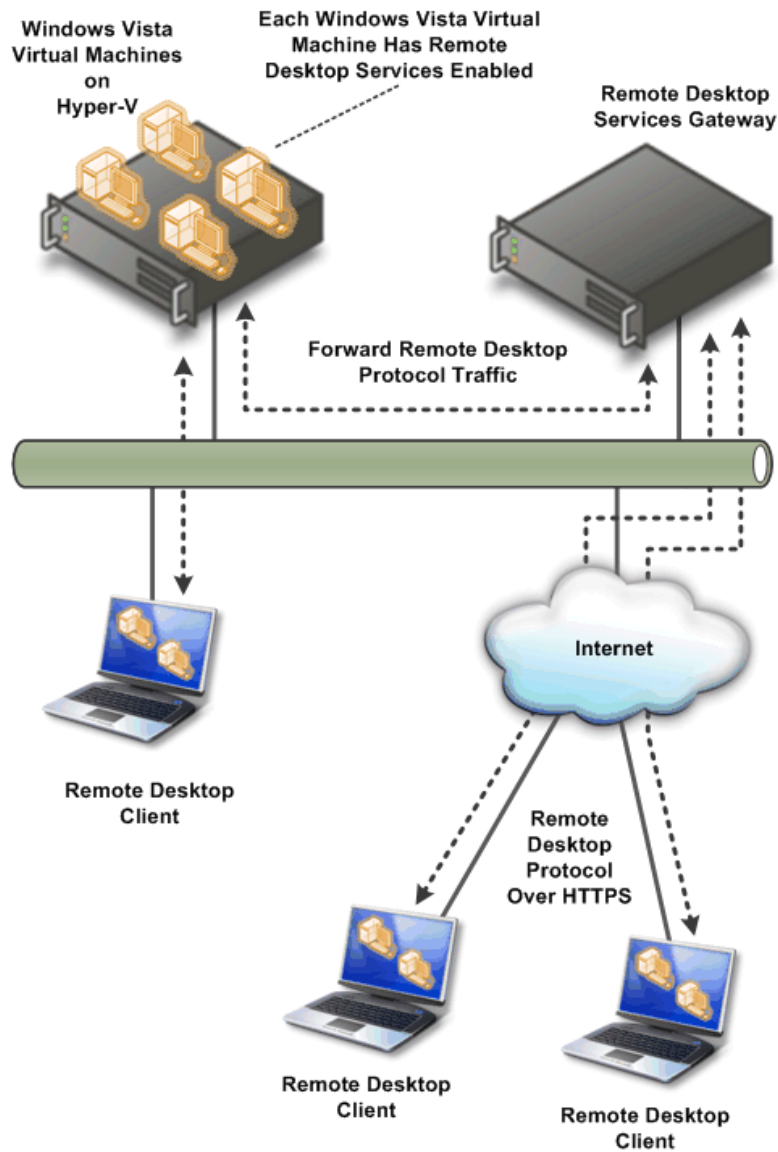 Windows Vista
Virtual Machines
on
Hyper-V
Each Windows Vista Virtual
Machine Has Remote
Desktop Services Enabled
Remote Desktop
Services Gateway
Forward Remote Desktop
Protocol Traffic
Internet
Remote Desktop
Client
Remote
Desktop
Protocol
Over HTTPS
Remote Desktop
Client
Remote Desktop
Client